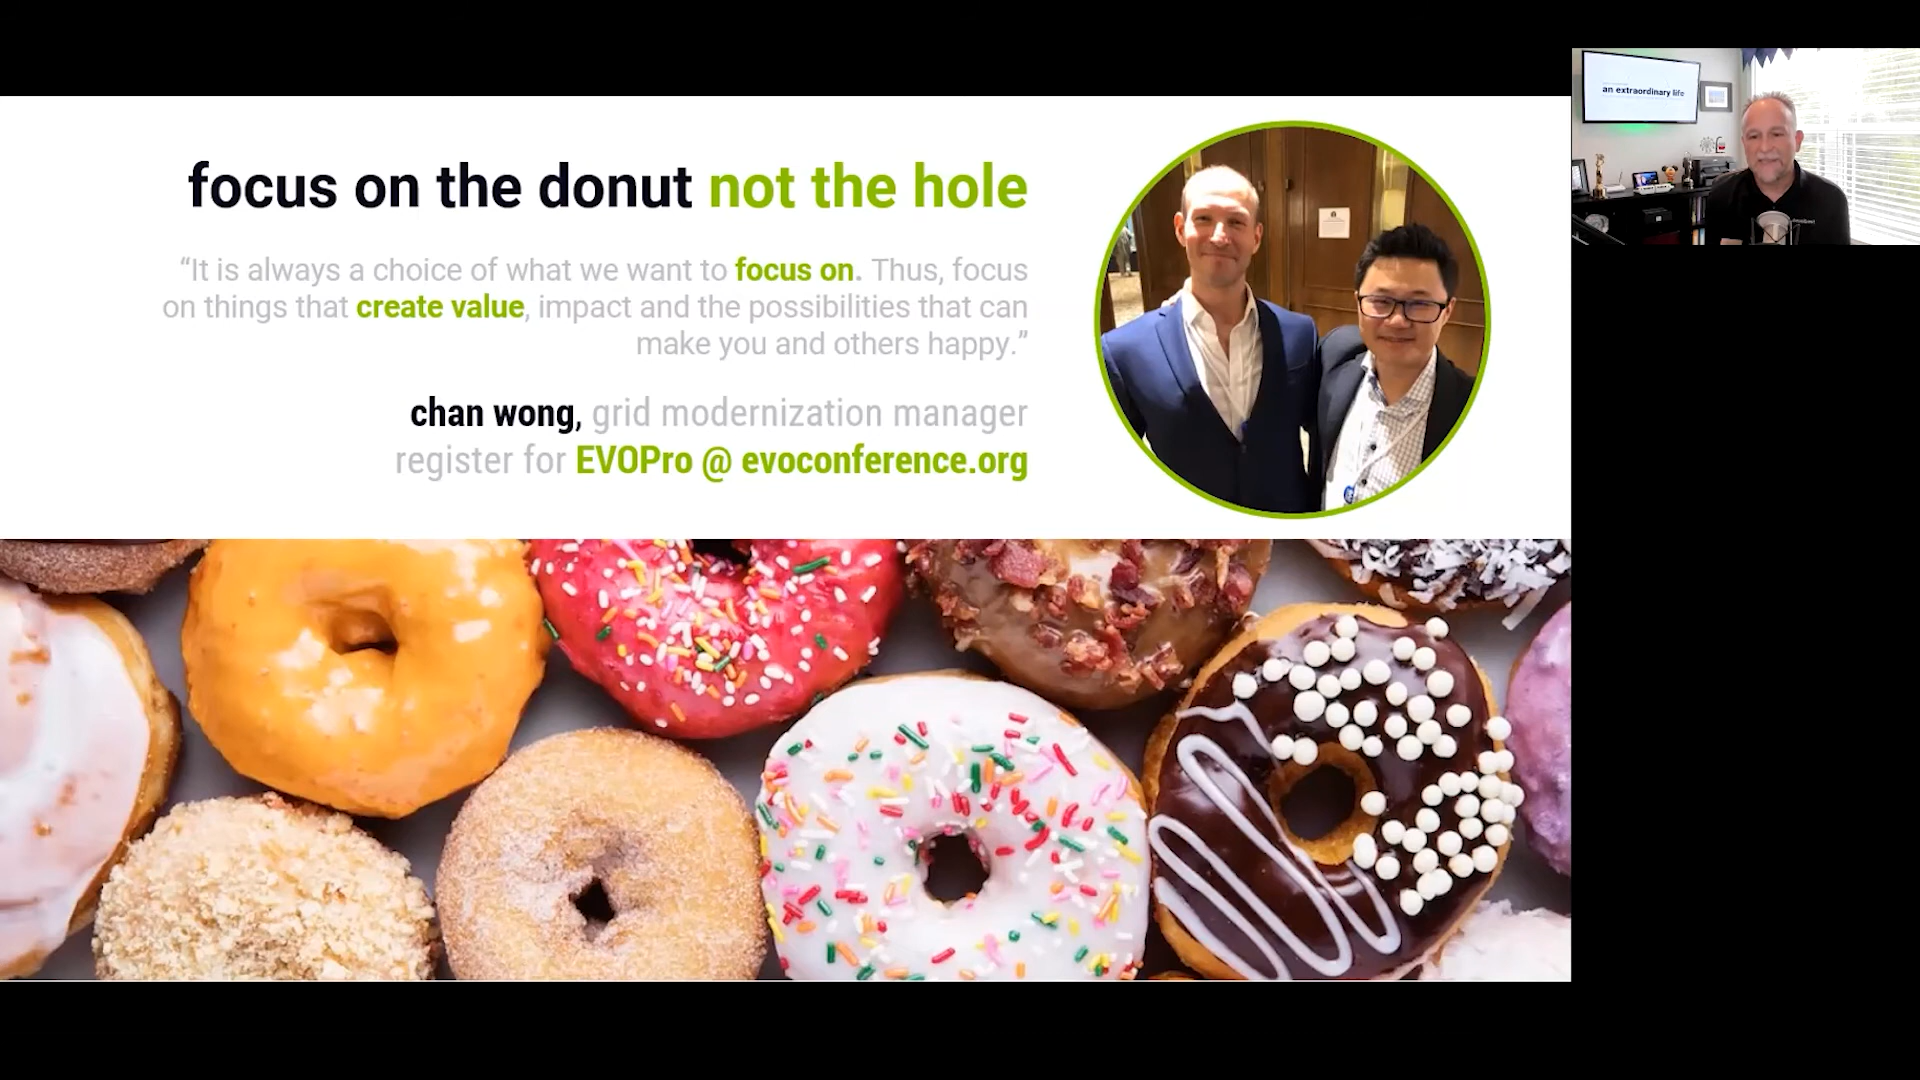 focus on the donut not the hole
“It is always a choice of what we want to focus on. Thus, focus
on things that create value, impact and the possibilities that can
make you and others happy.”
chan wong, grid modernization manager
register for EVOPro @ evoconference.org
an extraordinary life